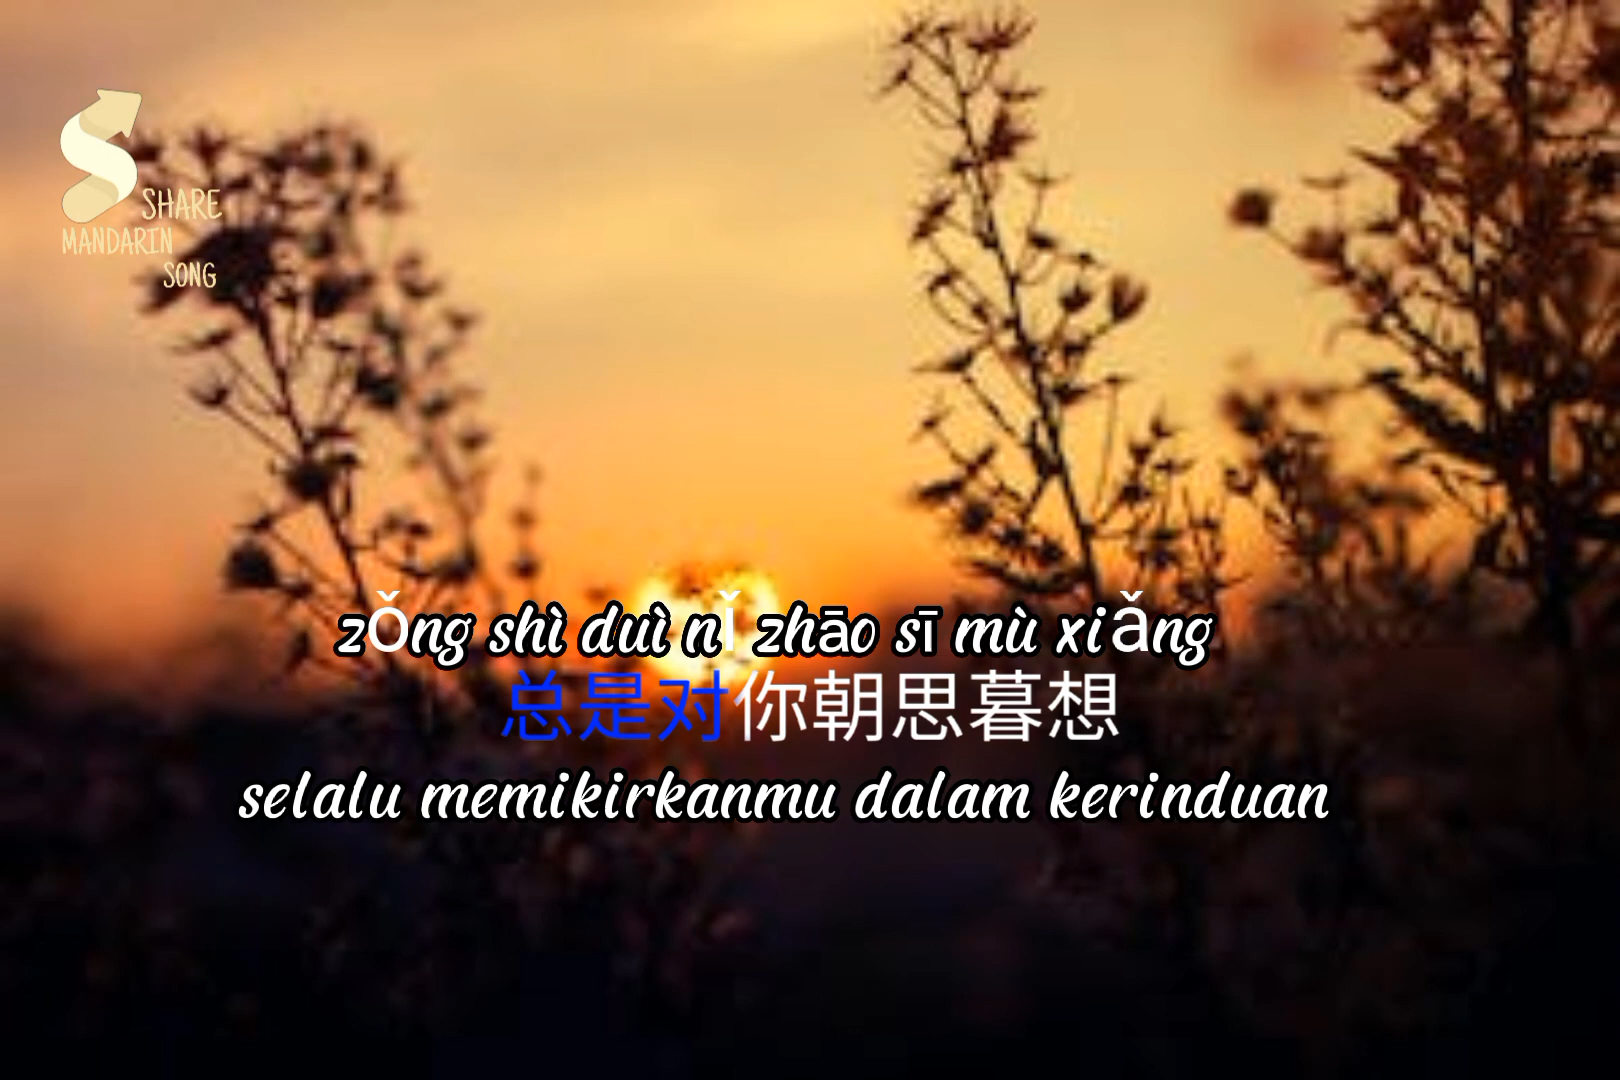 SHARE
MANDARIN
SONG
zǒng shì duì nǐ zhāo sī mù xiǎng
总是对你朝思暮想
selalu memikirkanmu dalam kerinduan